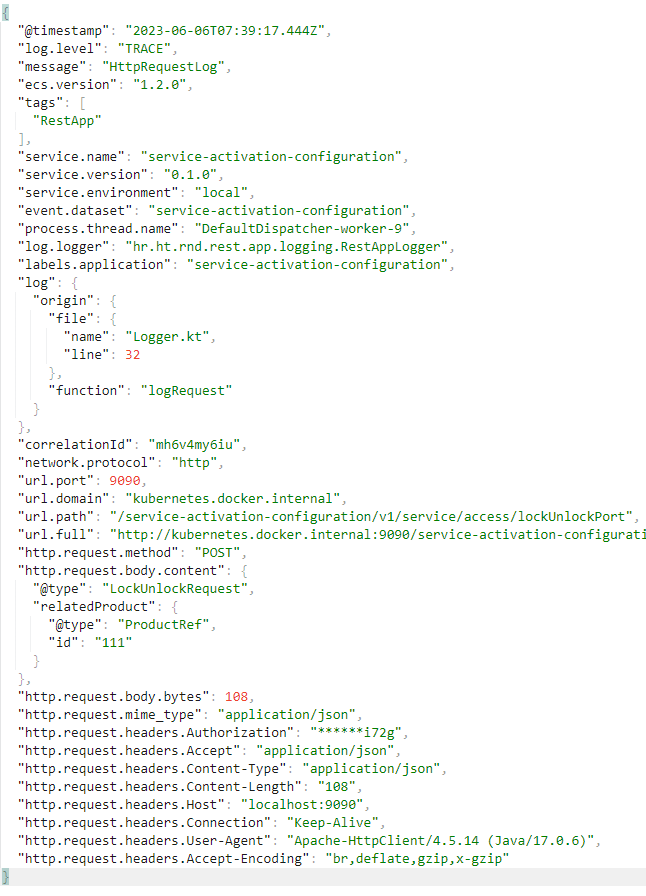 {
"@timestamp": "2023-06-06T07:39:17.444Z",
"log.level": "TRACE",
"message": "HttpRequestLog",
"ecs.version": "1.2.0",
"tags": [
"RestApp"
],
"service.name": "service-activation-configuration",
"service.version": "0.1.0",
"service.environment": "local",
"event.dataset": "service-activation-configuration",
"process.thread.name": "DefaultDispatcher-worker-9",
"log.logger": "hr.ht.rnd.rest.app.logging.RestAppLogger",
"labels.application": "service-activation-configuration",
"log": {
"origin": {
"file": {
"name": "Logger.kt",
"line": 32
},
"function": "logRequest"
}
},
"correlationId": "mh6v4my6iu",
"network.protocol": "http",
"url.port": 9090,
"url.domain": "kubernetes.docker.internal",
"url.path": "/service-activation-configuration/v1/service/access/lockUnlockPort",
"url.full": "http://kubernetes.docker.internal:9090/service-activation-configurati
"http.request.method": "POST",
"http.request.body.content": {
"@type": "LockUnlockRequest",
"relatedProduct": {
"@type": "ProductRef",
"id": "111"
}
},
"http.request.body.bytes": 108,
"http.request.mime_type": "application/json",
"http.request.headers.Authorization": "******i72g",
"http.request.headers.Accept": "application/json",
"http.request.headers.Content-Type": "application/json",
"http.request.headers.Content-Length": "108",
"http.request.headers.Host": "localhost:9090",
"http.request.headers.Connection": "Keep-Alive",
"http.request.headers.User-Agent": "Apache-HttpClient/4.5.14 (Java/17.0.6)",
"http.request.headers.Accept-Encoding": "br,deflate,gzip,x-gzip"
}